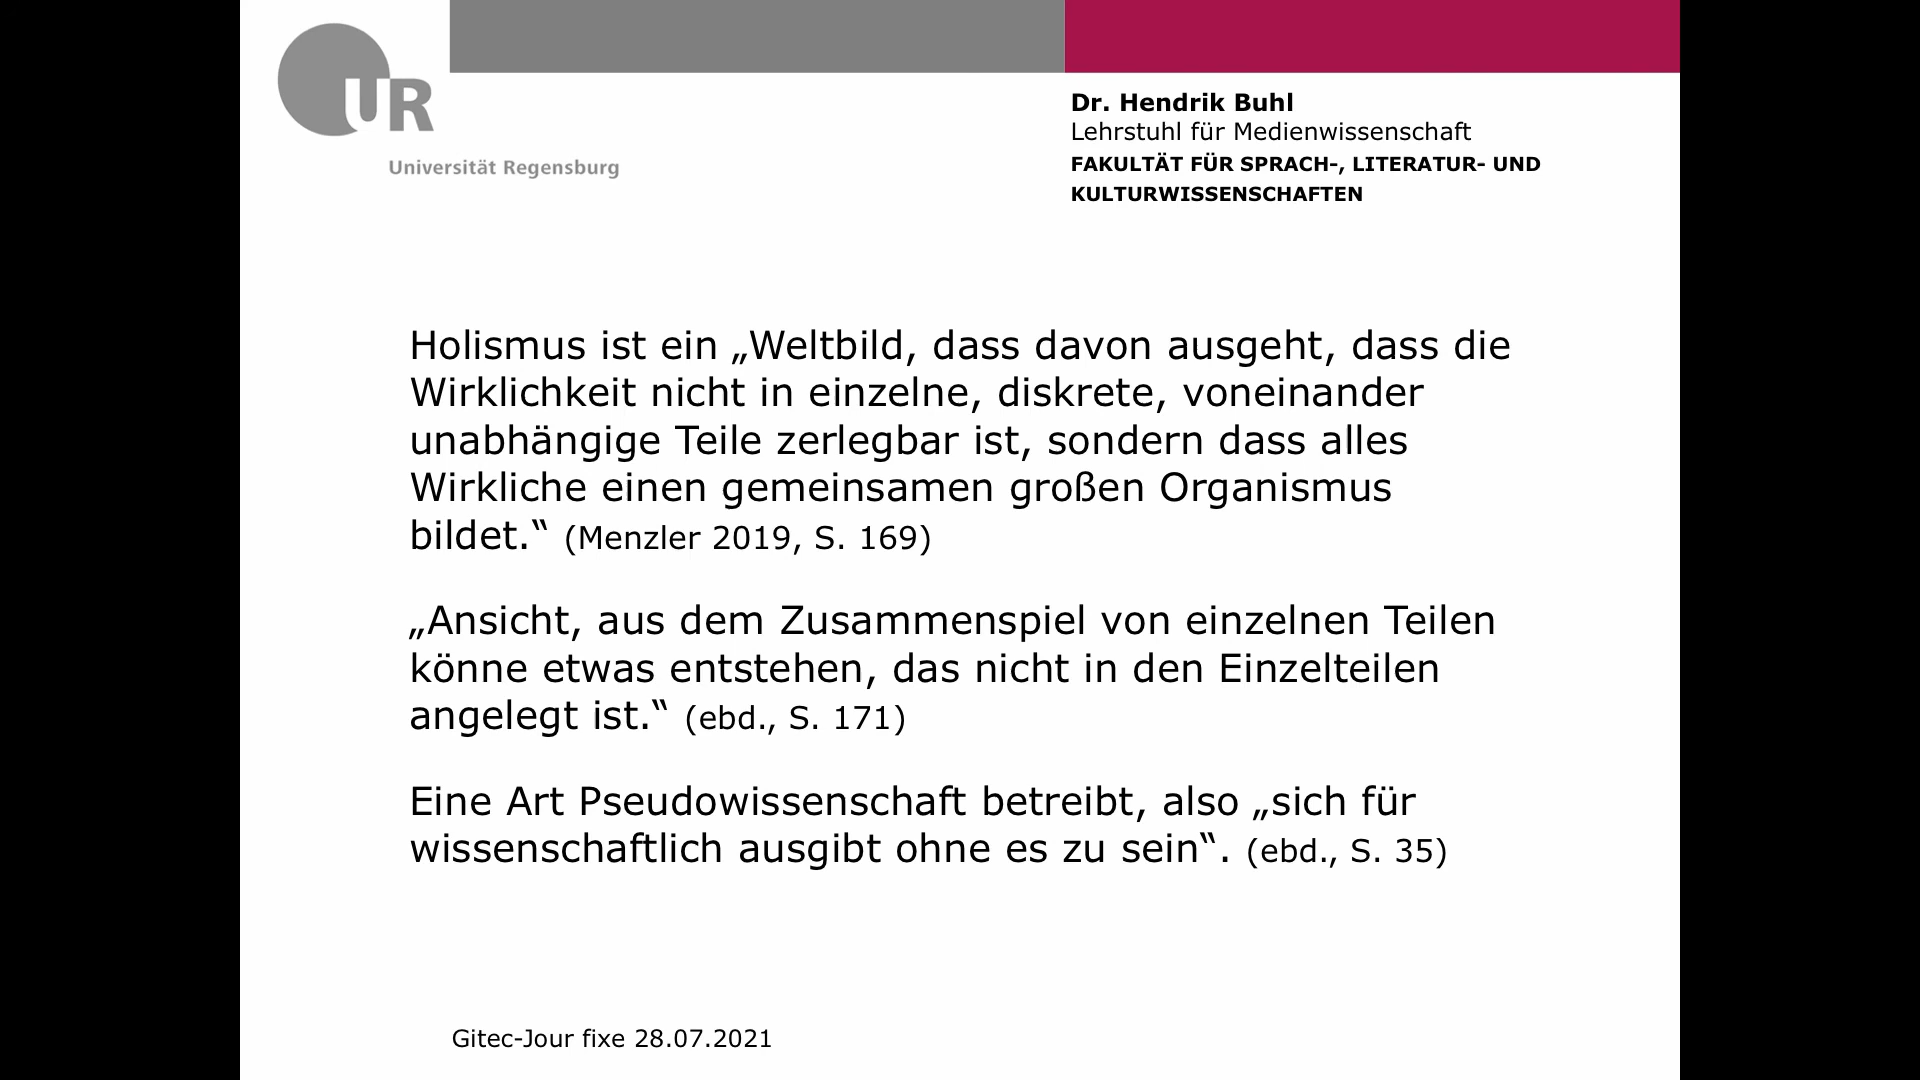 UR
Universität Regensburg
Dr. Hendrik Buhl
Lehrstuhl für Medienwissenschaft
FAKULTÄT FÜR SPRACH-, LITERATUR- UND
KULTURWISSENSCHAFTEN
Holismus ist ein „Weltbild, dass davon ausgeht, dass die
Wirklichkeit nicht in einzelne, diskrete, voneinander
unabhängige Teile zerlegbar ist, sondern dass alles
Wirkliche einen gemeinsamen großen Organismus
bildet.“ (Menzler 2019, S. 169)
„Ansicht, aus dem Zusammenspiel von einzelnen Teilen
könne etwas entstehen, das nicht in den Einzelteilen
angelegt ist.“ (ebd., S. 171)
Eine Art Pseudowissenschaft betreibt, also „sich für
wissenschaftlich ausgibt ohne es zu sein“. (ebd., S. 35)
Gitec-Jour fixe 28.07.2021